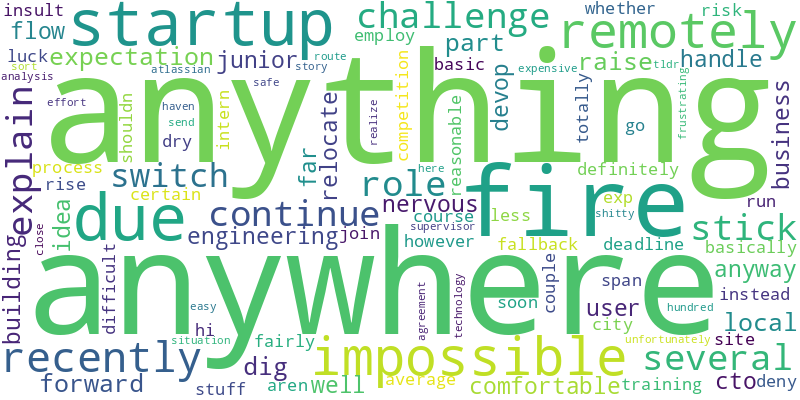 insult startup challenge whether risk remotely
flow employ
luck expectation junior part basic raise handle
sort atlassian route story expensive tldr
analysis anything
effort haven safe devop totally go business
explain send shouldn intern competition realize reasonable frustrating
dry relocate
process switch far role definitely
rise certain nervous exp run
idea due continue course less fire shitty stick
engineering join supervisor fallback deadline basically
building close difficult anywhere however couple span anyway
hi agreement technology soon user instead
easy city hundred local
recently situation fairly impossible unfortunately site several
dig
forward stuff aren well average comfortable training cto deny